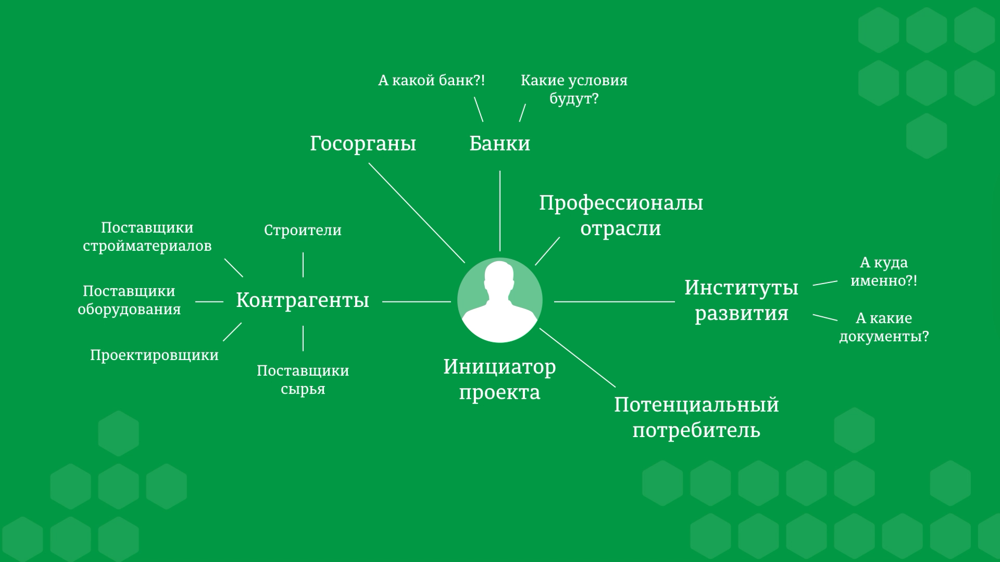 А какой банк?!
Какие условия
будут?
Госорганы
Банки
Профессионалы
отрасли
Поставщики
стройматериалов
Строители
Поставщики
оборудования
Контрагенты
Проектировщики
Поставщики
сырья
Инициатор
проекта
Институты
развития
А куда
именно?!
А какие
документы?
Потенциальный
потребитель